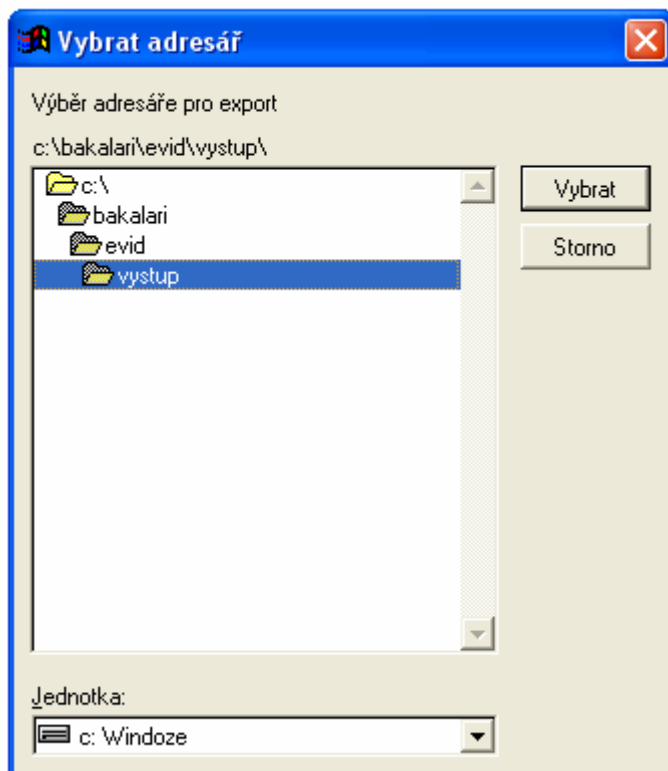 Vybrat adresář
Výběr adresáře pro export
c:\bakalari\evid\vystup\
c:\
bakalari
evid
vystup
Vybrat
Storno
Jednotka:
c: Windoze